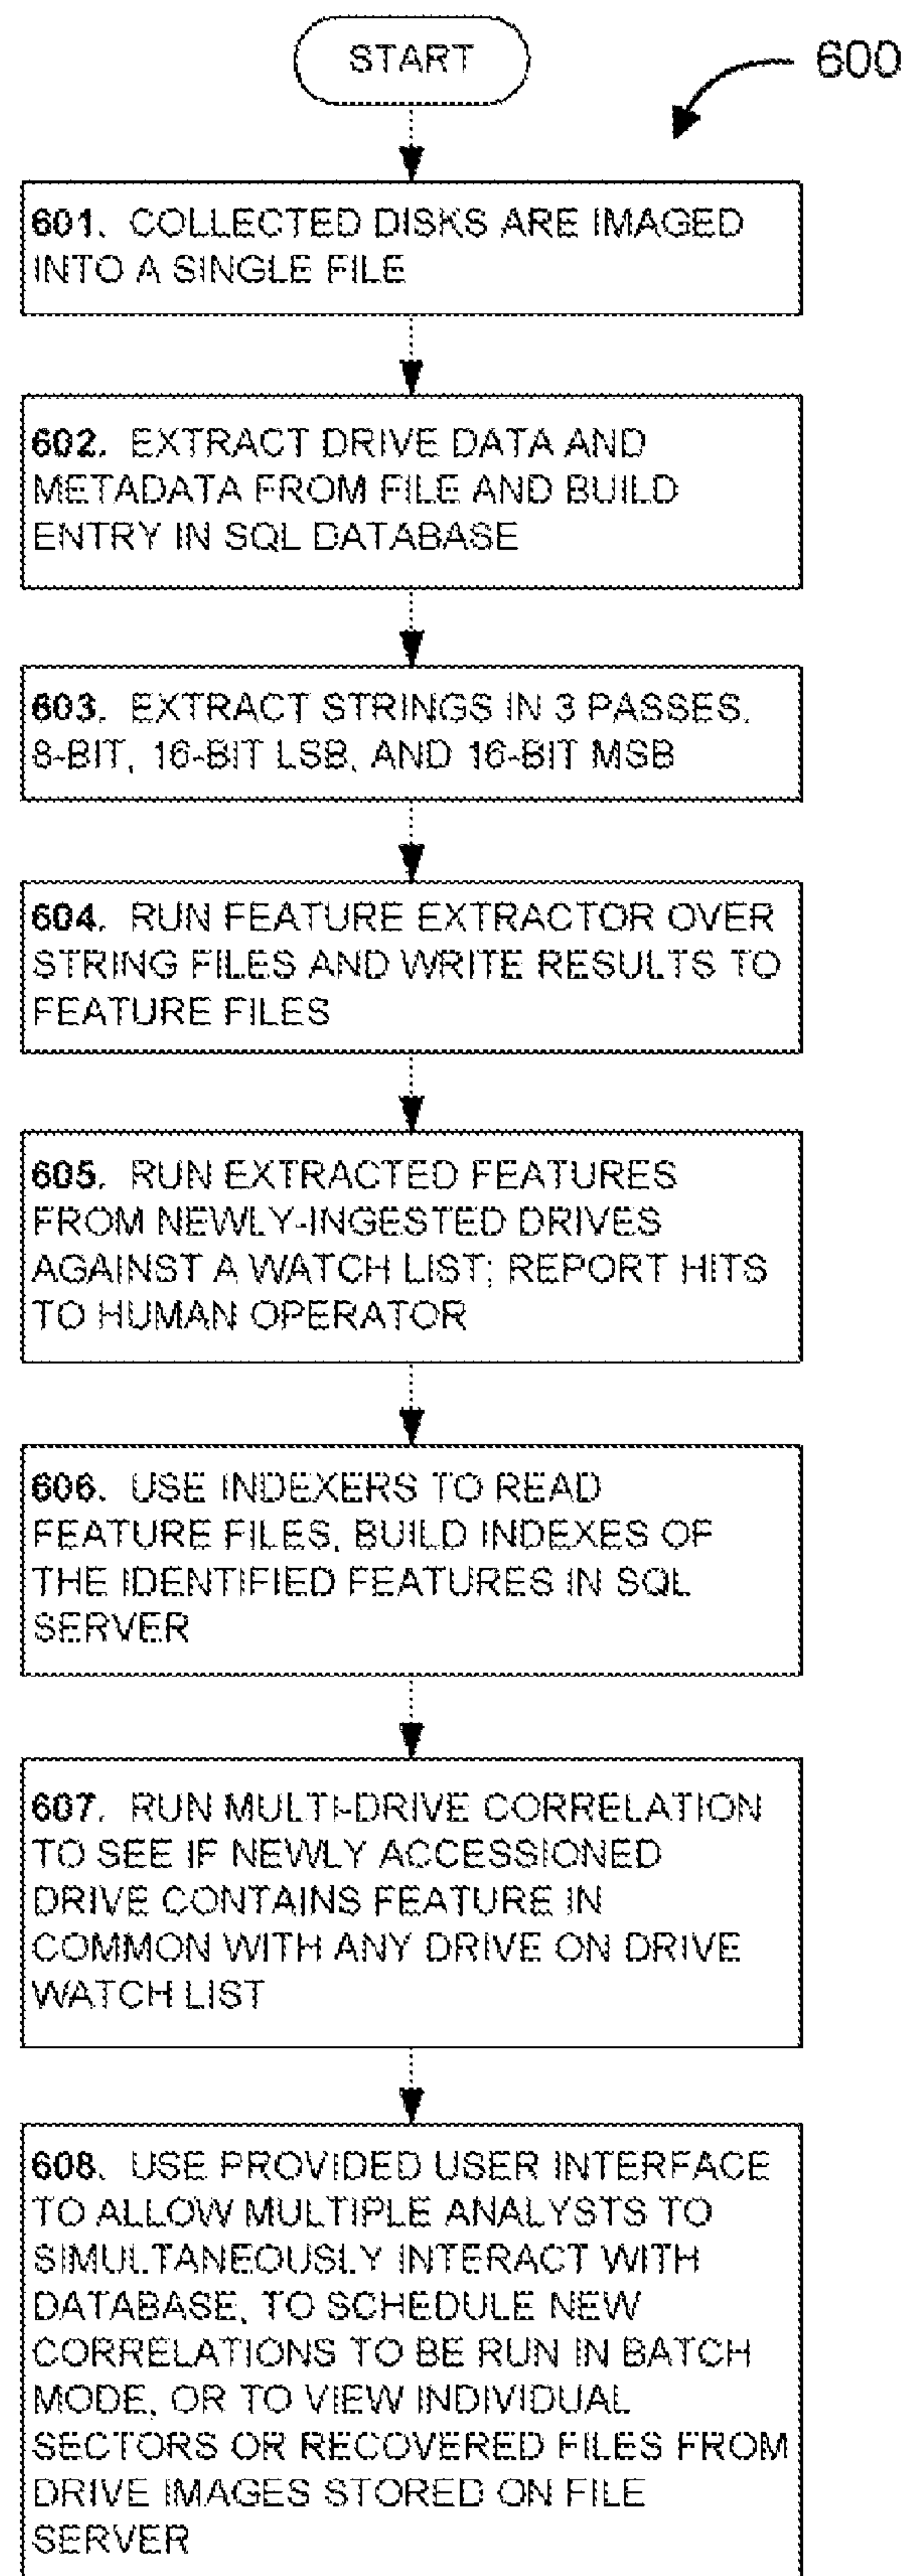 START
600
601. COLLECTED DISKS ARE IMAGED
INTO A SINGLE FILE
602. EXTRACT DRIVE DATA AND
METADATA FROM FILE AND BUILD
ENTRY IN SQL DATABASE
603. EXTRACT STRINGS IN 3 PASSES.
8-BIT, 16-BIT LSB, AND 16-BIT MSB
604. RUN FEATURE EXTRACTOR OVER
STRING FILES AND WRITE RESULTS TO
FEATURE FILES
605. RUN EXTRACTED FEATURES
FROM NEWLY-INGESTED DRIVES
AGAINST A WATCH LIST; REPORT HITS
TO HUMAN OPERATOR
606. USE INDEXERS TO READ
FEATURE FILES, BUILD INDEXES OF
THE IDENTIFIED FEATURES IN SQL
SERVER
607. RUN MULTI-DRIVE CORRELATION
TO SEE IF NEWLY ACCESSIONED
DRIVE CONTAINS FEATURE IN
COMMON WITH ANY DRIVE ON DRIVE
WATCH LIST
608. USE PROVIDED USER INTERFACE
TO ALLOW MULTIPLE ANALYSTS TO
SIMULTANEOUSLY INTERACT WITH
DATABASE, TO SCHEDULE NEW
CORRELATIONS TO BE RUN IN BATCH
MODE, OR TO VIEW INDIVIDUAL
SECTORS OR RECOVERED FILES FROM
DRIVE IMAGES STORED ON FILE
SERVER